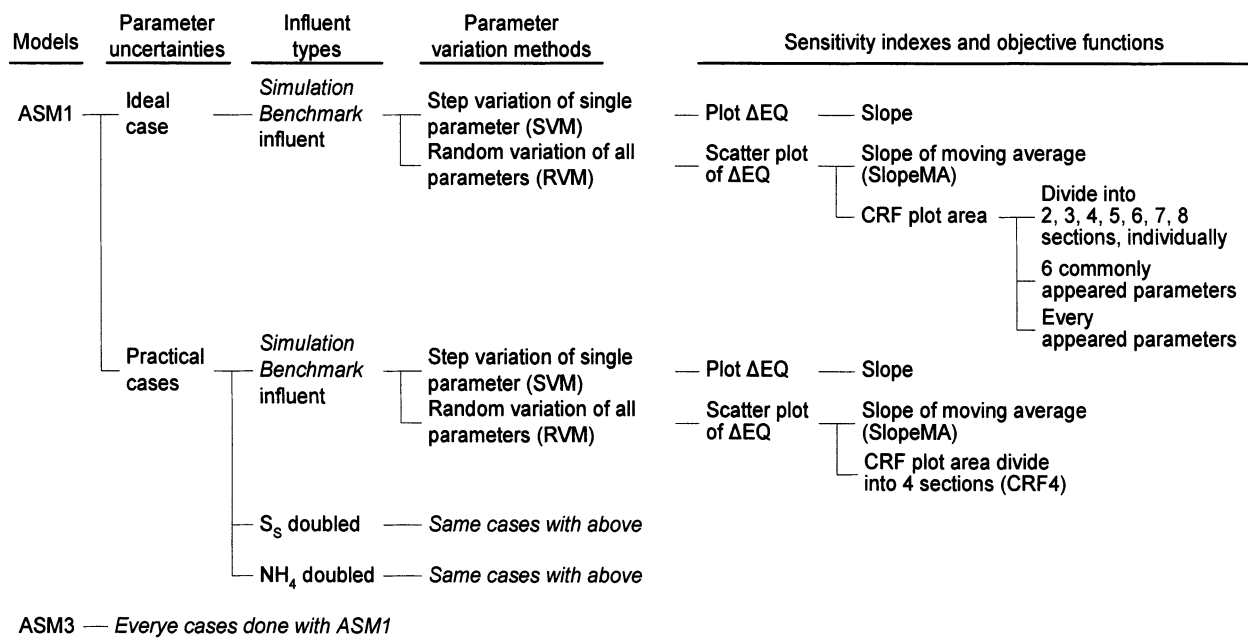 Models
Parameter
uncertainties
Influent
types
Parameter
variation methods
Sensitivity indexes and objective functions
ASM1
Ideal
case
Simulation
Benchmark
influent
Step variation of single
parameter (SVM)
Plot ΔEQ
Slope
Random variation of all
parameters (RVM)
Scatter plot
of ΔEQ
Slope of moving average
(SlopeMA)
CRF plot area
Divide into
2, 3, 4, 5, 6, 7, 8
sections, individually
6 commonly
appeared parameters
Every
appeared parameters
Practical
cases
Simulation
Benchmark
influent
Step variation of single
parameter (SVM)
Plot ΔEQ
Slope
Random variation of all
parameters (RVM)
Scatter plot
of ΔEQ
Slope of moving average
(SlopeMA)
CRF plot area divide
into 4 sections (CRF4)
S_S doubled
Same cases with above
NH_4 doubled
Same cases with above
ASM3
Everye cases done with ASM1